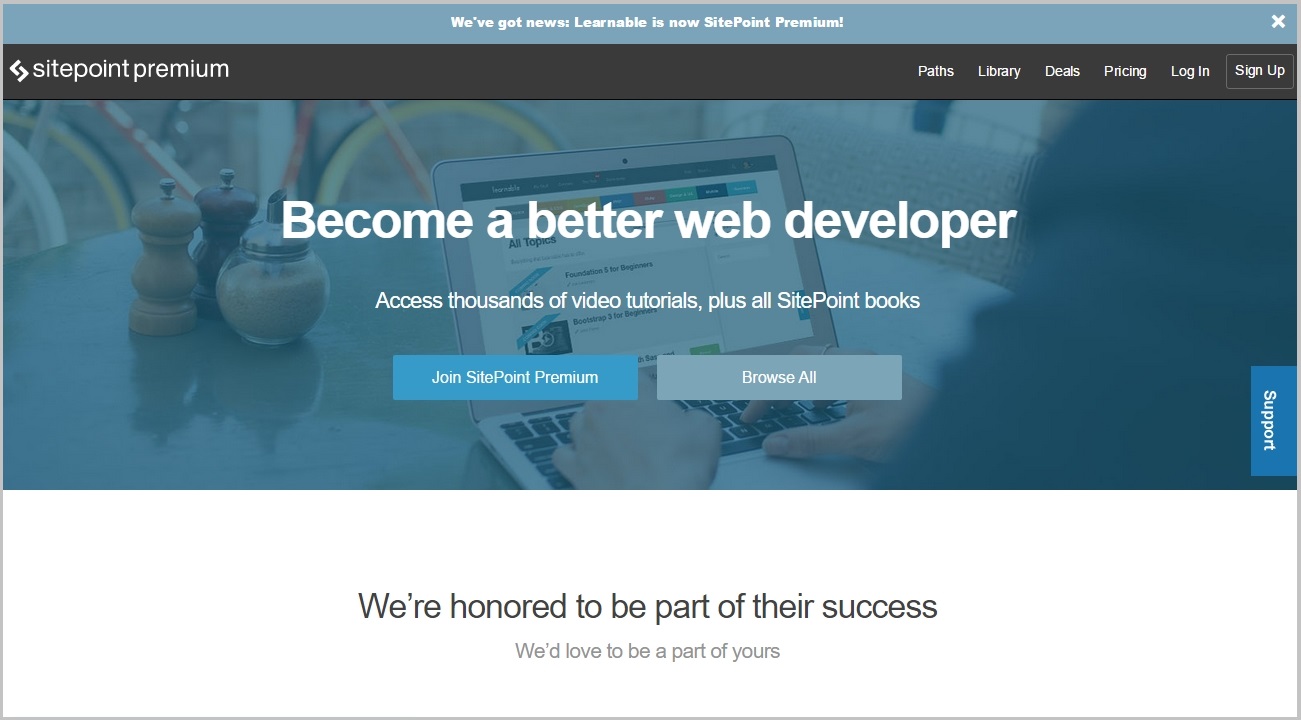 We've got news: Learnable is now SitePoint Premium!
sitepoint premium
Paths Library Deals Pricing Log In Sign Up
learnable
Become a better web developer
All Topics
Foundation 5 for Beginners
Access thousands of video tutorials, plus all SitePoint books
Bootstrap 3 for Beginners
Join SitePoint Premium Browse All
Support
We’re honored to be part of their success
We’d love to be a part of yours